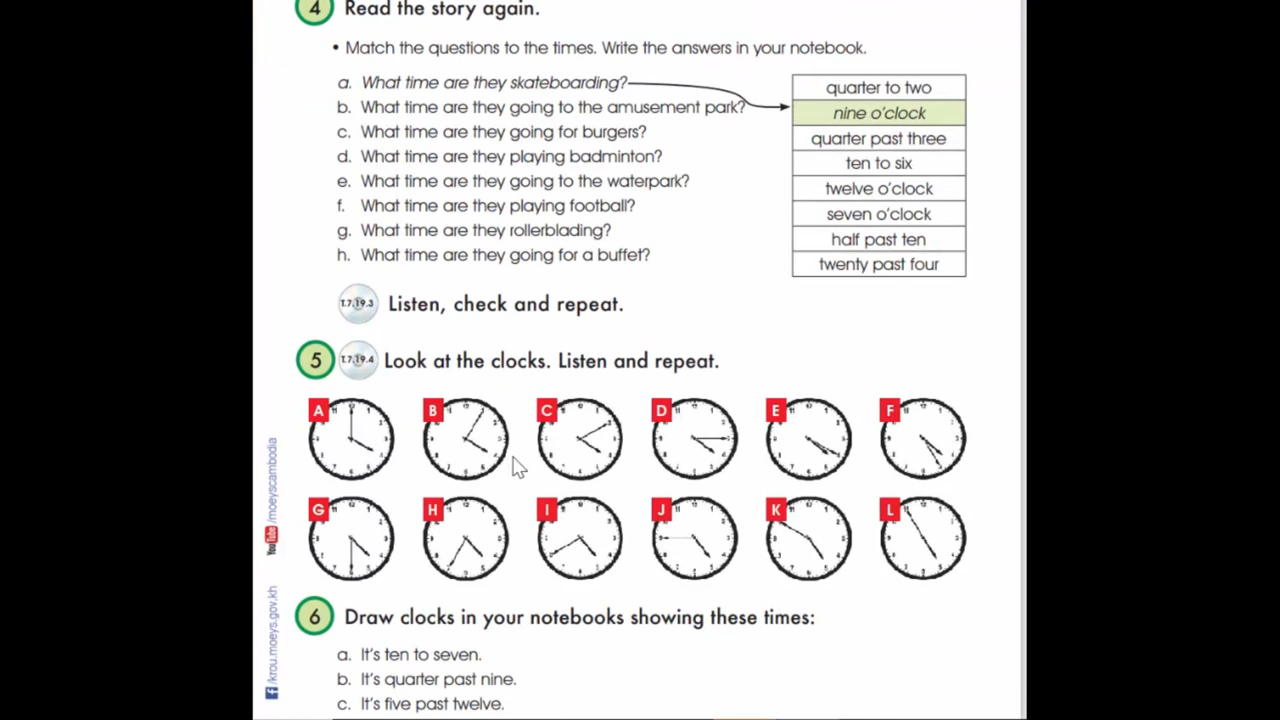 4 Read the story again.
• Match the questions to the times. Write the answers in your notebook.
a. What time are they skateboarding?
b. What time are they going to the amusement park?
c. What time are they going for burgers?
d. What time are they playing badminton?
e. What time are they going to the waterpark?
f. What time are they playing football?
g. What time are they rollerblading?
h. What time are they going for a buffet?
quarter to two
nine o'clock
quarter past three
ten to six
twelve o'clock
seven o'clock
half past ten
twenty past four
1.7.19.3 Listen, check and repeat.
5 1.7.19.4 Look at the clocks. Listen and repeat.
A B C D E F
G H I J K L
6 Draw clocks in your notebooks showing these times:
a. It's ten to seven.
b. It's quarter past nine.
c. It's five past twelve.
YouTube /moeyscambodia
f /krou.moeys.gov.kh